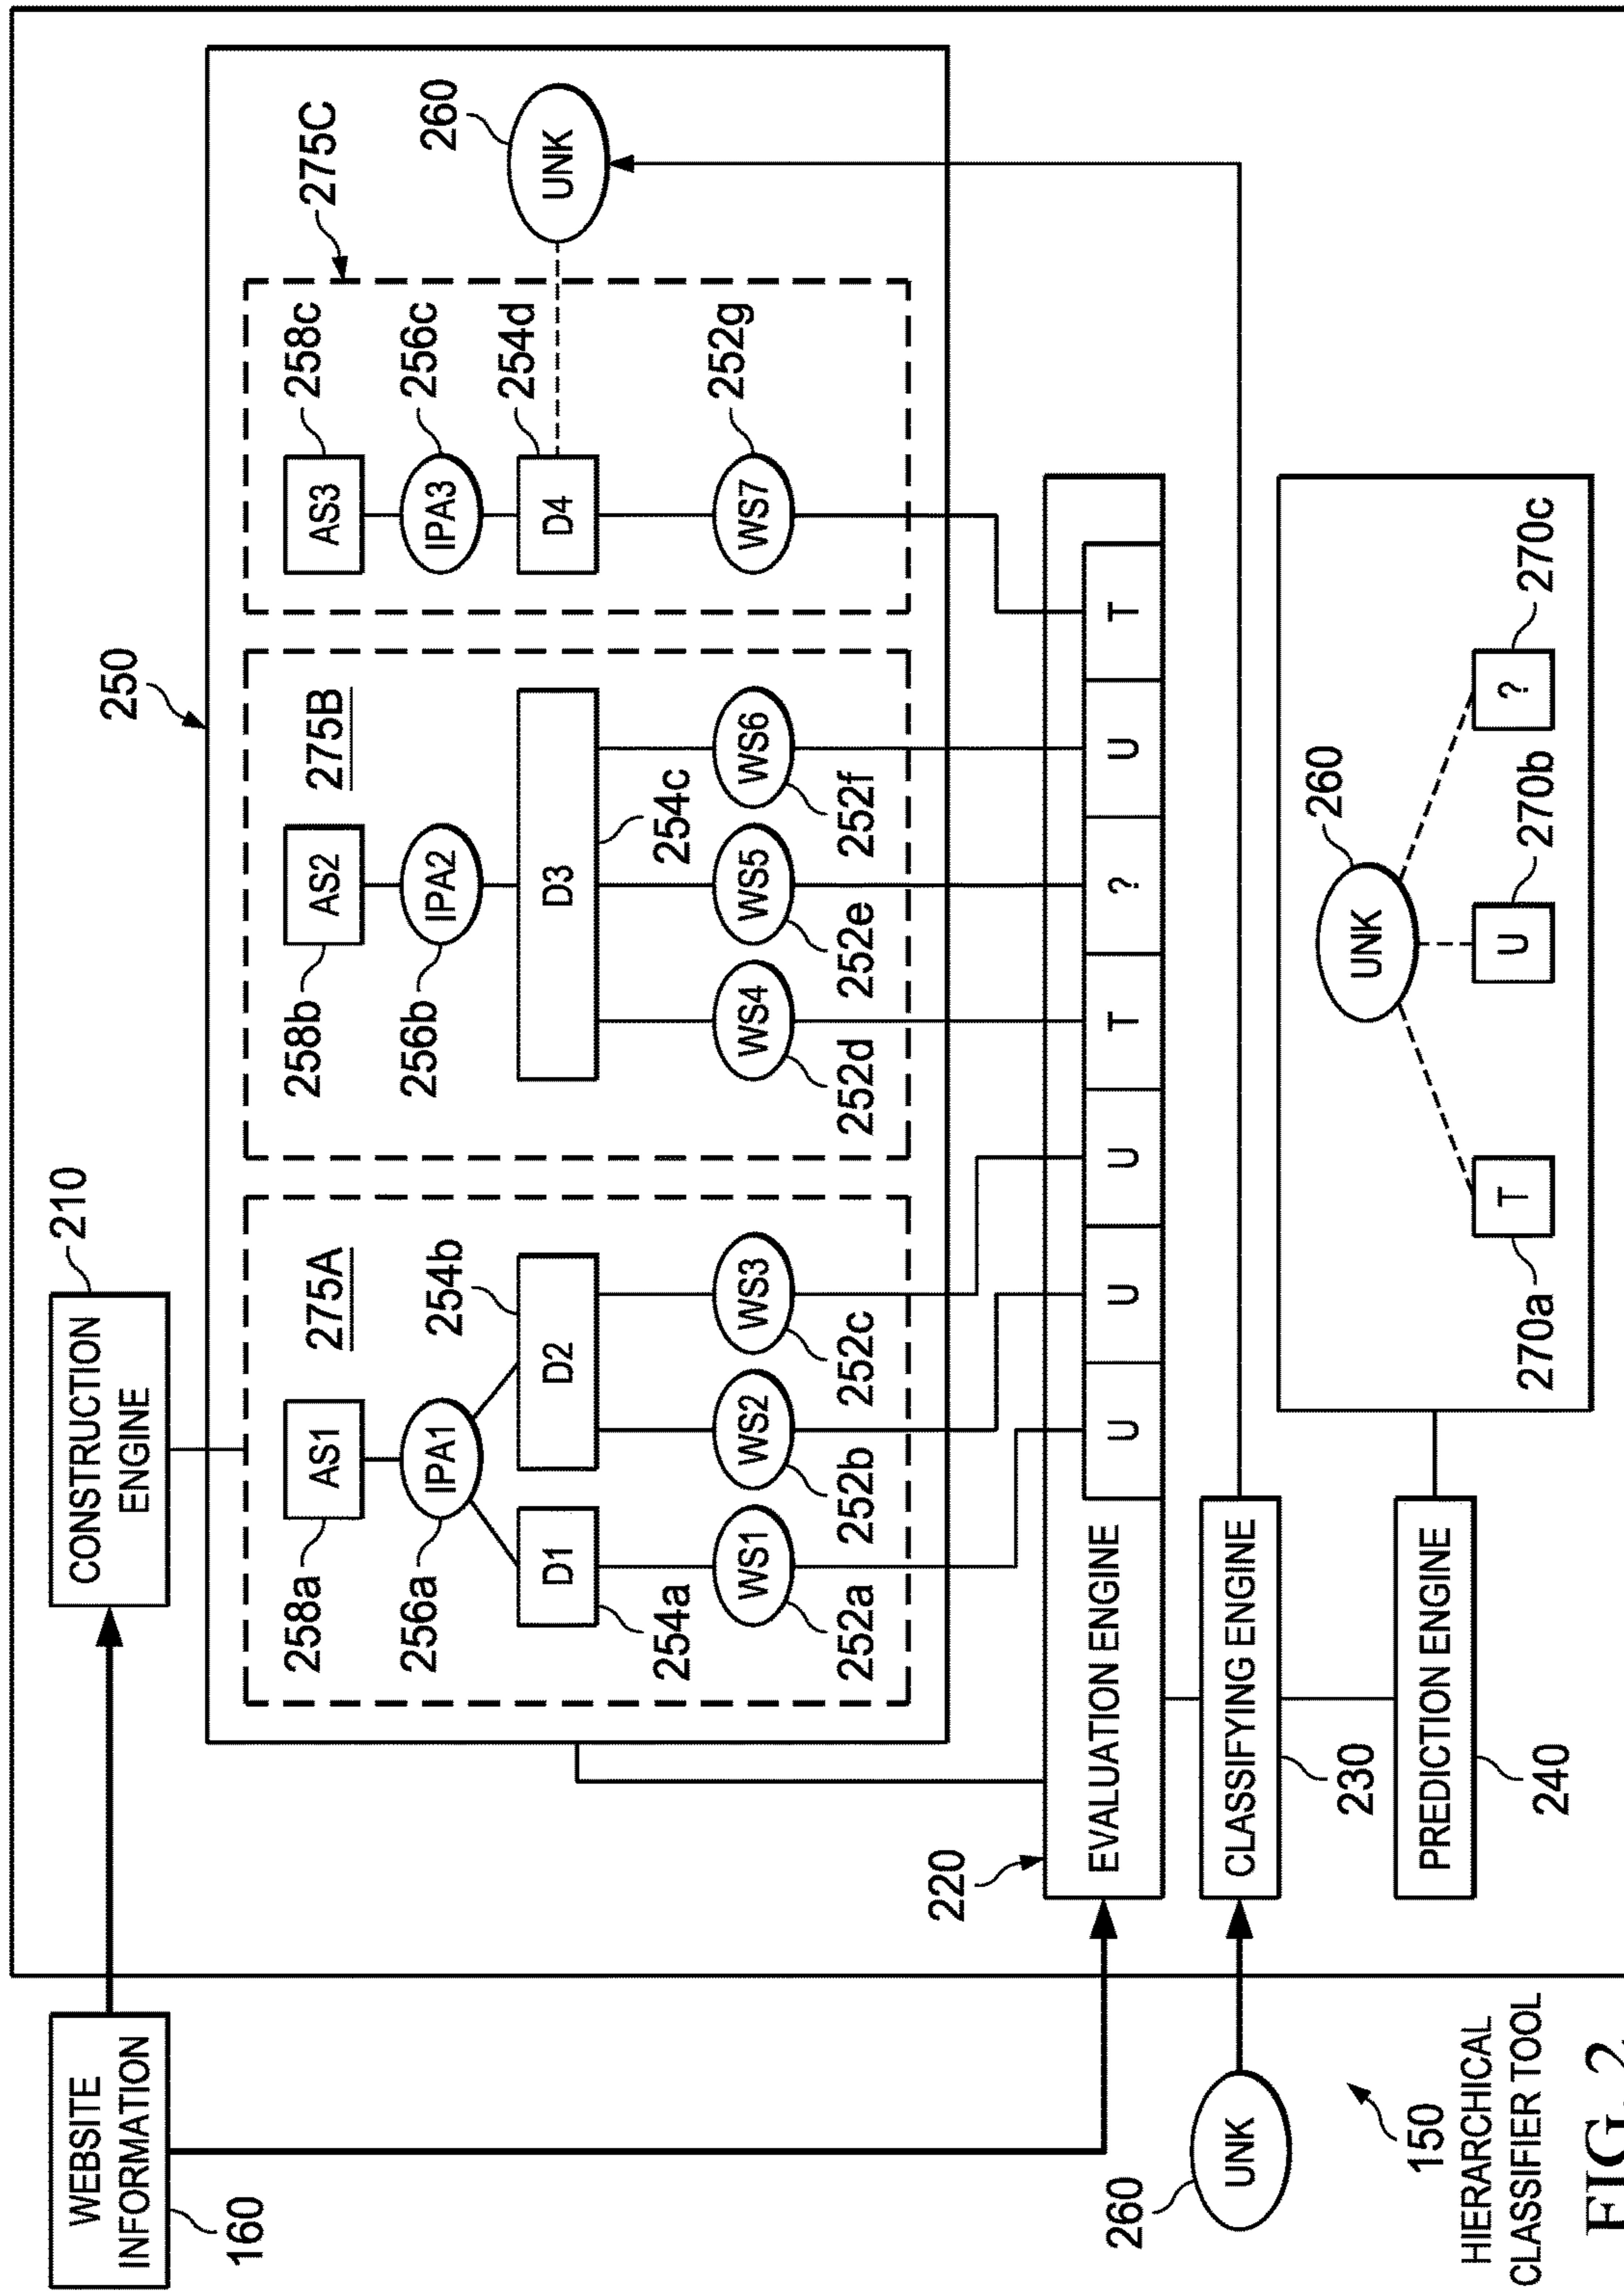 WEBSITE
INFORMATION
160
CONSTRUCTION
ENGINE
210
250
258a
AS1
275A
256a
IPA1
254b
D1
D2
254a
WS1
WS2
WS3
252a
252b
252c
258b
AS2
275B
256b
IPA2
D3
254c
WS4
WS5
WS6
252d
252e
252f
AS3
258c
275C
IPA3
256c
D4
254d
260
UNK
WS7
252g
220
EVALUATION ENGINE
U
U
U
T
?
U
T
260
UNK
CLASSIFYING ENGINE
230
PREDICTION ENGINE
240
260
UNK
T
U
?
270a
270b
270c
150
HIERARCHICAL
CLASSIFIER TOOL
FIG. 2